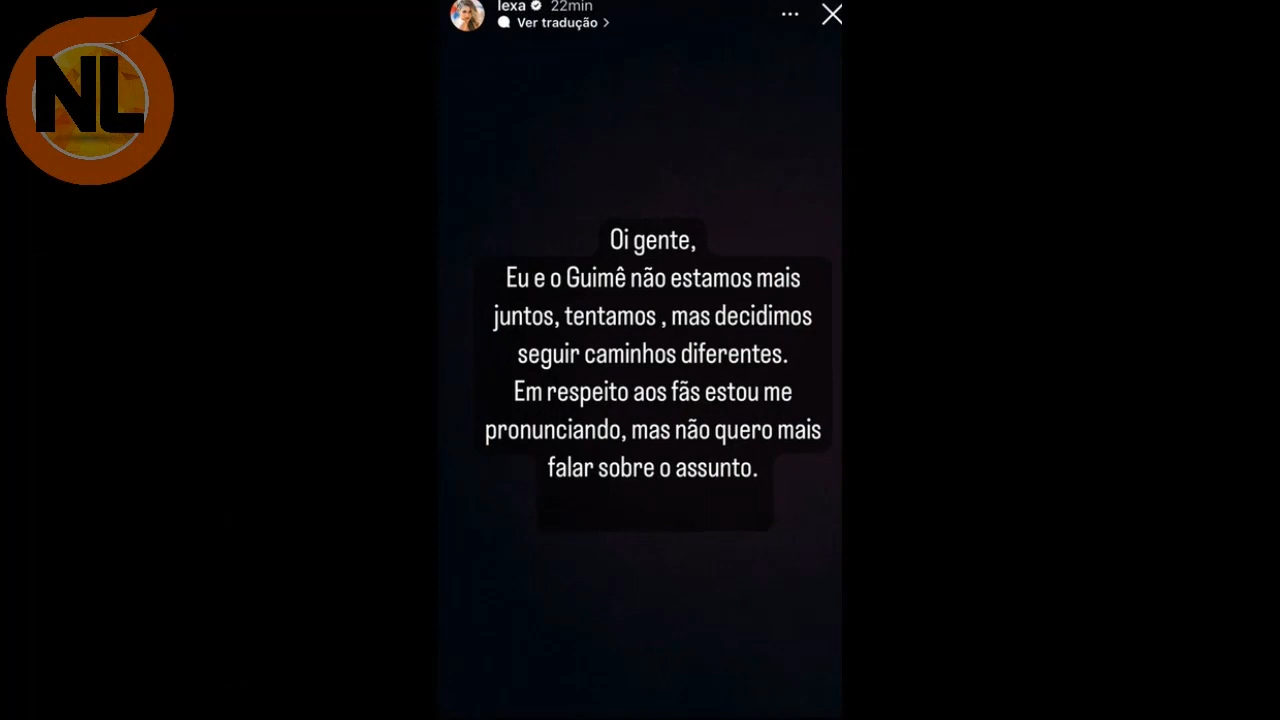 NL
lexa 22min
Ver tradução >
Oi gente,
Eu e o Guimê não estamos mais
juntos, tentamos , mas decidimos
seguir caminhos diferentes.
Em respeito aos fãs estou me
pronunciando, mas não quero mais
falar sobre o assunto.